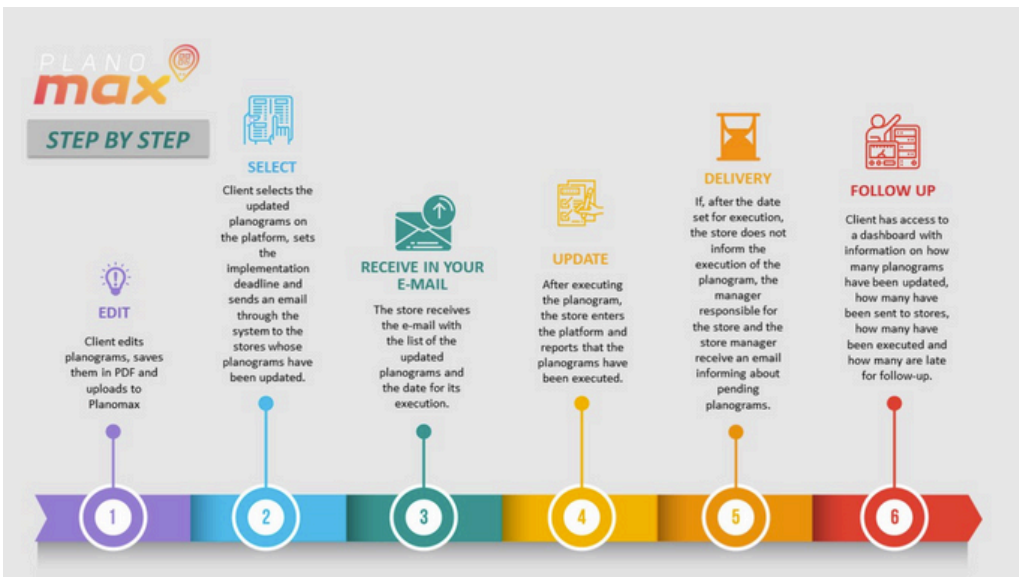 PLANO
max
STEP BY STEP
EDIT
Client edits
planograms, saves
them in PDF and
uploads to
Planomax
SELECT
Client selects the
updated
planograms on
the platform, sets
the
implementation
deadline and
sends an email
through the
system to the
stores whose
planograms have
been updated.
RECEIVE IN YOUR
E-MAIL
The store receives
the e-mail with
the list of the
updated
planograms and
the date for its
execution.
UPDATE
After executing
the planogram,
the store enters
the platform and
reports that the
planograms have
been executed.
DELIVERY
If, after the date
set for execution,
the store does not
inform the
execution of the
planogram, the
manager
responsible for
the store and the
store manager
receive an email
informing about
pending
planograms.
FOLLOW UP
Client has access to
a dashboard with
information on how
many planograms
have been updated,
how many have
been sent to stores,
how many have
been executed and
how many are late
for follow-up.
1
2
3
4
5
6